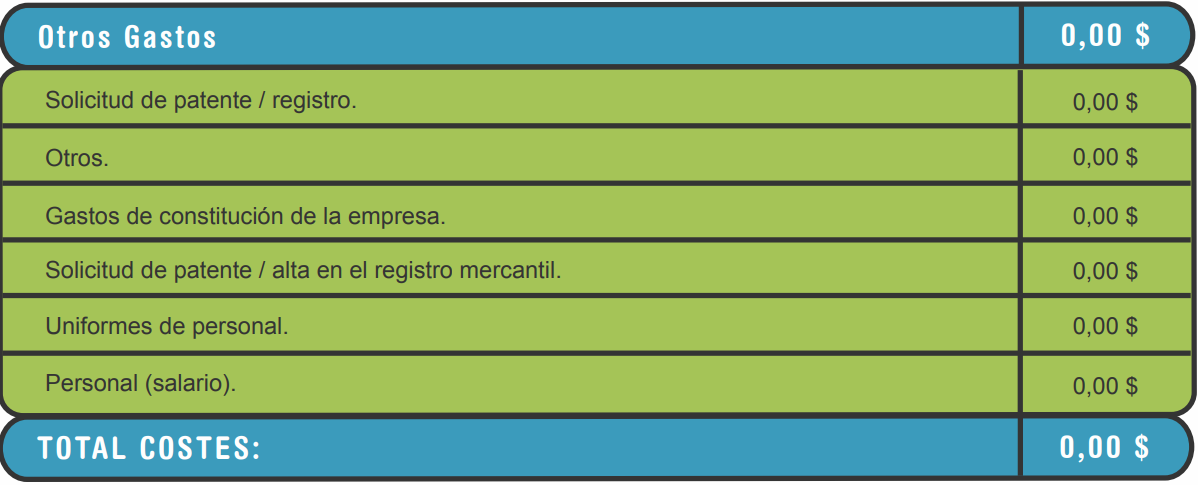 Otros Gastos 0,00 $
Solicitud de patente / registro. 0,00 $
Otros. 0,00 $
Gastos de constitución de la empresa. 0,00 $
Solicitud de patente / alta en el registro mercantil. 0,00 $
Uniformes de personal. 0,00 $
Personal (salario). 0,00 $
TOTAL COSTES: 0,00 $